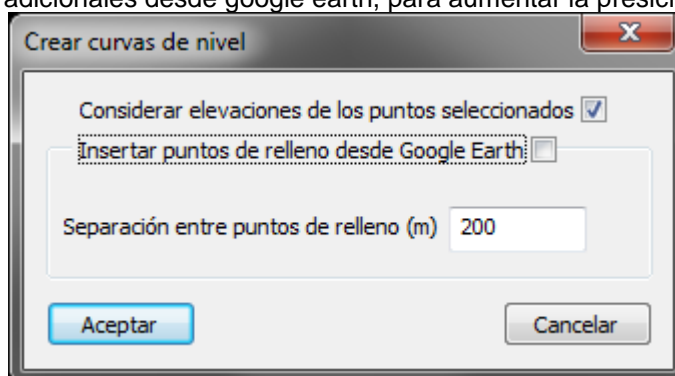 adicionales desde google earth, para aumentar la presici
Crear curvas de nivel
Considerar elevaciones de los puntos seleccionados
Insertar puntos de relleno desde Google Earth
Separación entre puntos de relleno (m) 200
Aceptar Cancelar